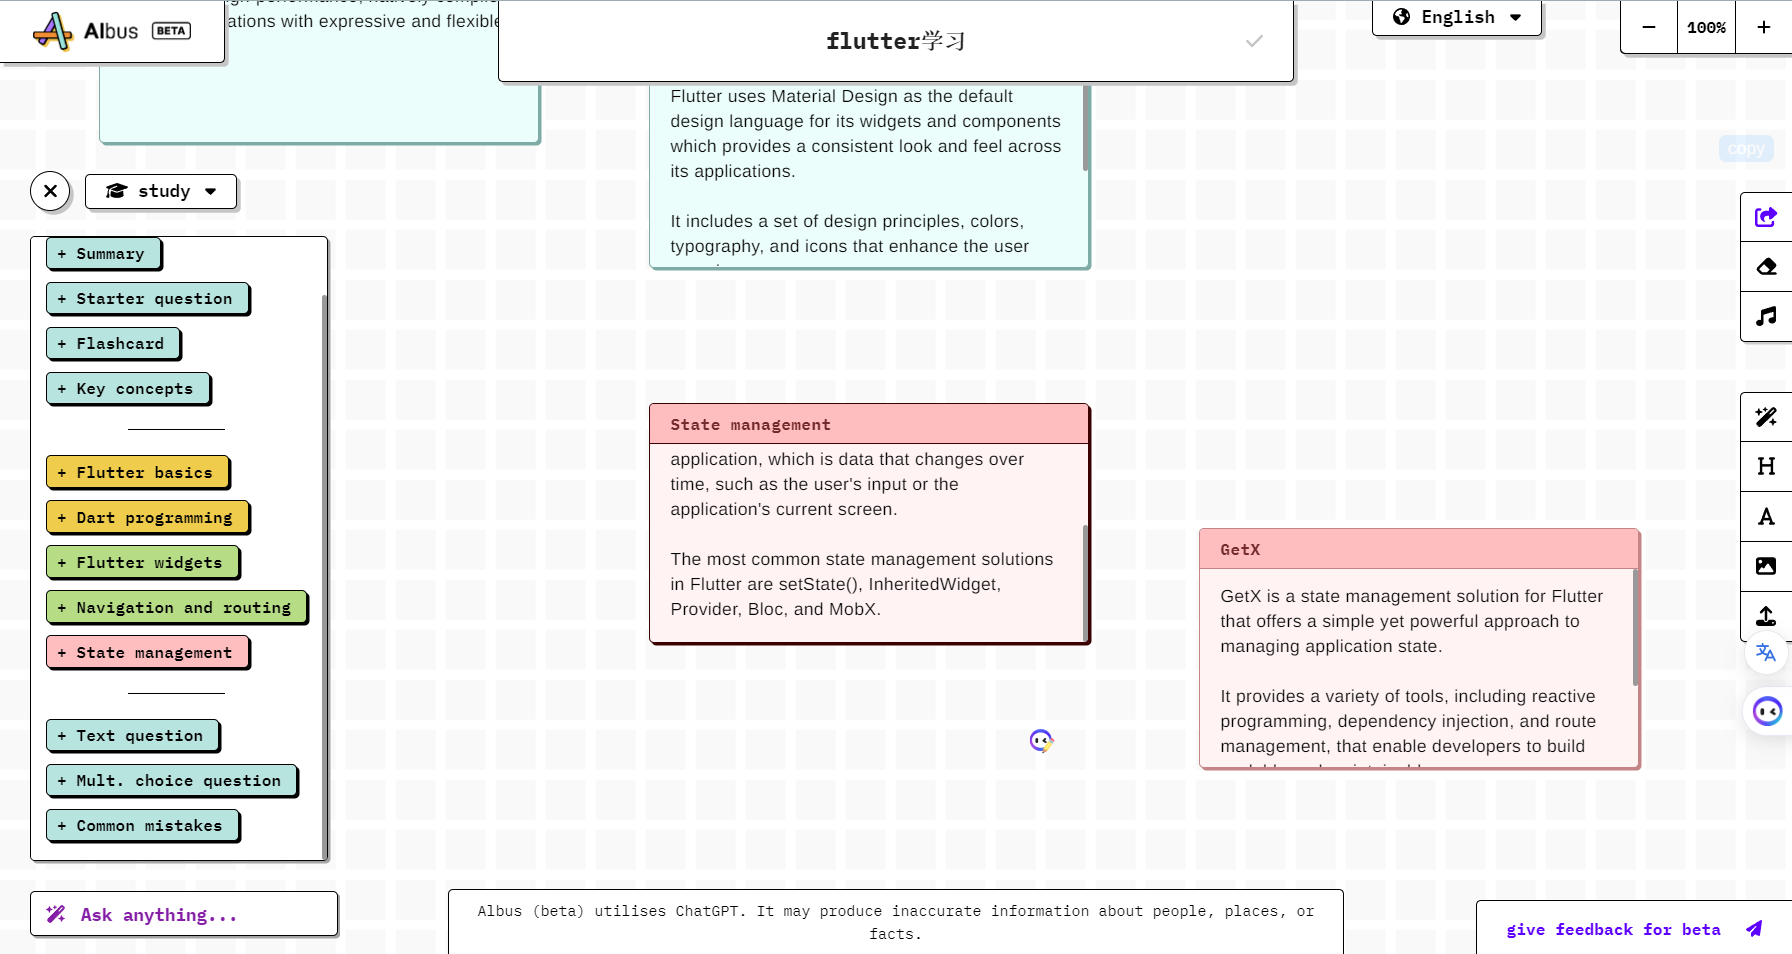 Albus BETA
ations with expressive and flexible
flutter学习
English
− 100% +
Flutter uses Material Design as the default
design language for its widgets and components
which provides a consistent look and feel across
its applications.
It includes a set of design principles, colors,
typography, and icons that enhance the user
copy
study
+ Summary
+ Starter question
+ Flashcard
+ Key concepts
+ Flutter basics
+ Dart programming
+ Flutter widgets
+ Navigation and routing
+ State management
+ Text question
+ Mult. choice question
+ Common mistakes
State management
application, which is data that changes over
time, such as the user's input or the
application's current screen.
The most common state management solutions
in Flutter are setState(), InheritedWidget,
Provider, Bloc, and MobX.
GetX
GetX is a state management solution for Flutter
that offers a simple yet powerful approach to
managing application state.
It provides a variety of tools, including reactive
programming, dependency injection, and route
management, that enable developers to build
H
A
Ask anything...
Albus (beta) utilises ChatGPT. It may produce inaccurate information about people, places, or
facts.
give feedback for beta